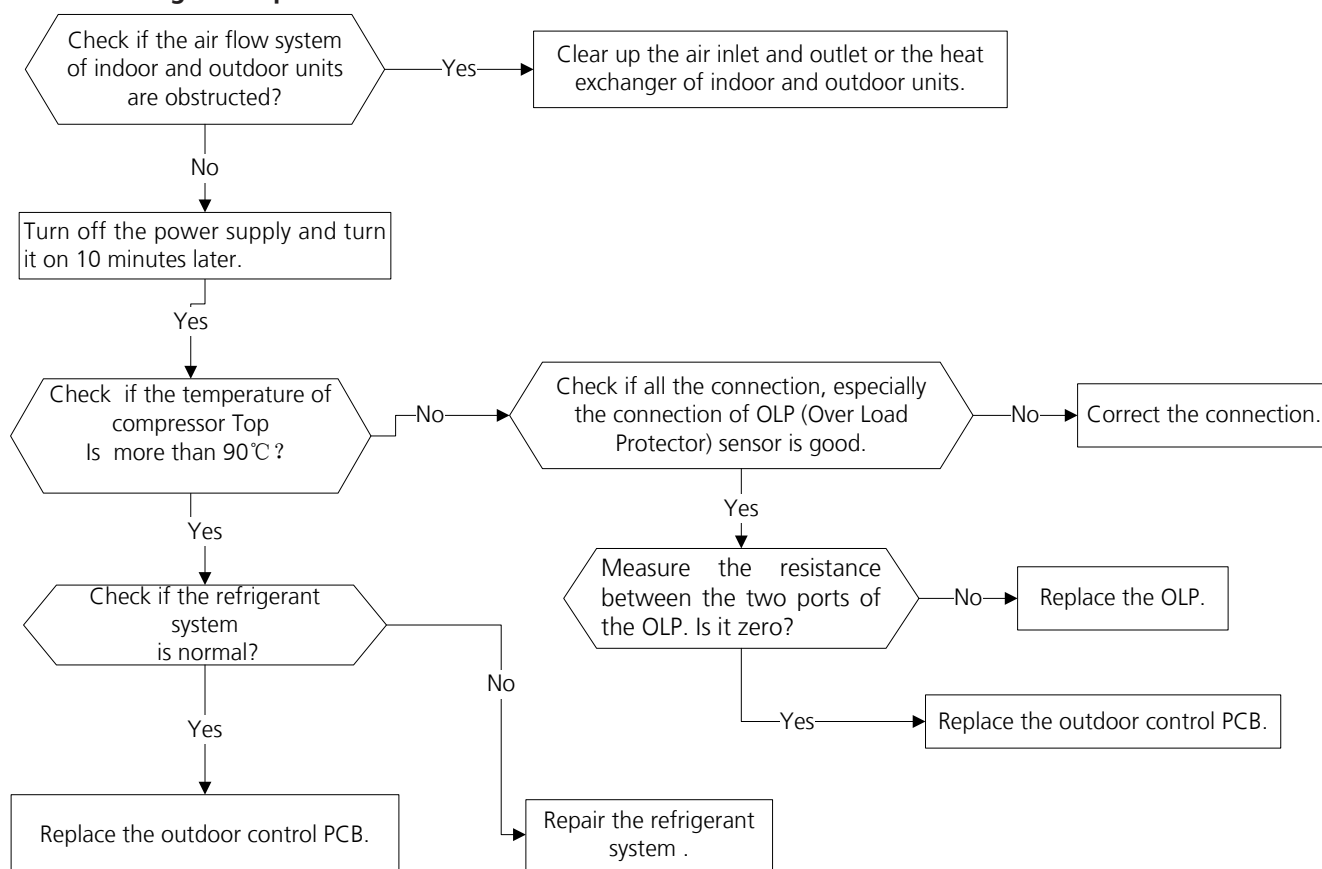 Check if the air flow system
of indoor and outdoor units
are obstructed?
Yes
Clear up the air inlet and outlet or the heat
exchanger of indoor and outdoor units.
No
Turn off the power supply and turn
it on 10 minutes later.
Yes
Check if the temperature of
compressor Top
Is more than 90℃?
No
Check if all the connection, especially
the connection of OLP (Over Load
Protector) sensor is good.
No
Correct the connection.
Yes
Yes
Measure the resistance
between the two ports of
the OLP. Is it zero?
No
Replace the OLP.
Check if the refrigerant
system
is normal?
No
Yes
Yes
Replace the outdoor control PCB.
Replace the outdoor control PCB.
Repair the refrigerant
system .